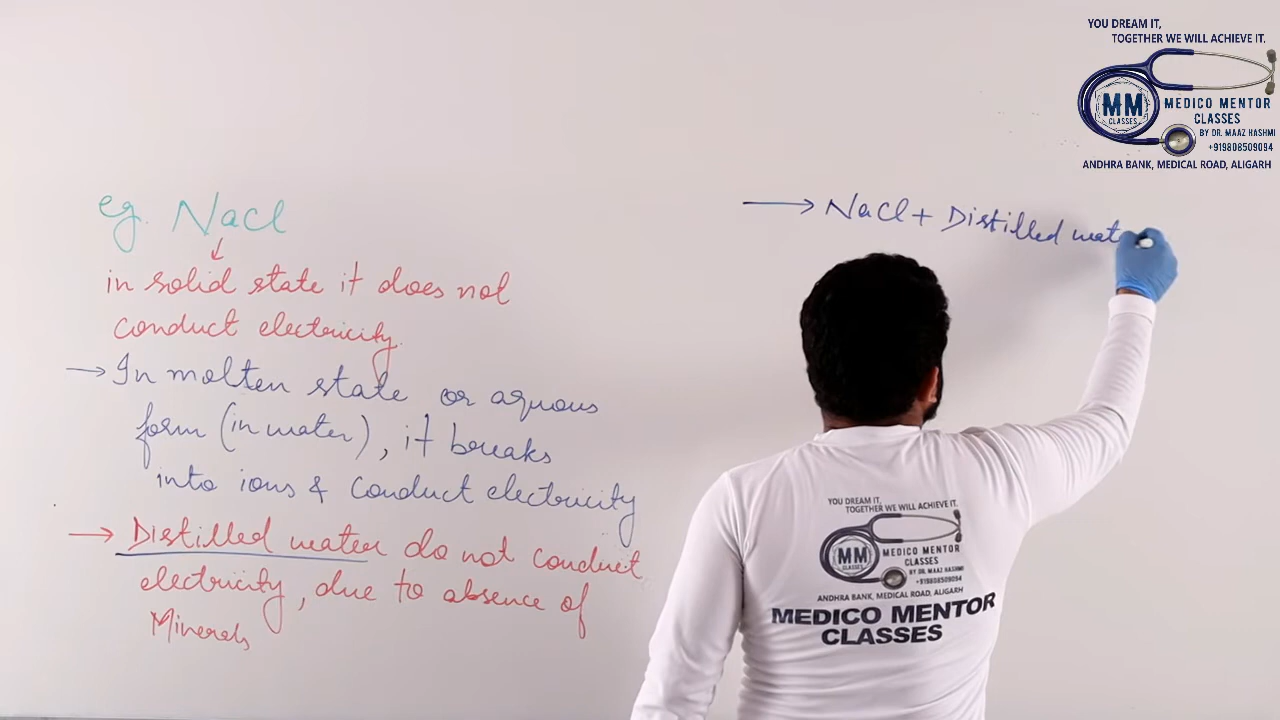 YOU DREAM IT,
TOGETHER WE WILL ACHIEVE IT.
MM
CLASSES
MEDICO MENTOR
CLASSES
BY DR. MAAZ HASHMI
+919808509094
ANDHRA BANK, MEDICAL ROAD, ALIGARH
eg. NaCl
↓
in solid state it does not
conduct electricity.
→ In molten state or aquous
form (in water), it breaks
into ions & conduct electricity
→ Distilled water do not conduct
electricity, due to absence of
Minerals
→ NaCl + Distilled wat
YOU DREAM IT,
TOGETHER WE WILL ACHIEVE IT.
MM
CLASSES
MEDICO MENTOR
CLASSES
BY DR. MAAZ HASHMI
+919808509094
ANDHRA BANK, MEDICAL ROAD, ALIGARH
MEDICO MENTOR
CLASSES